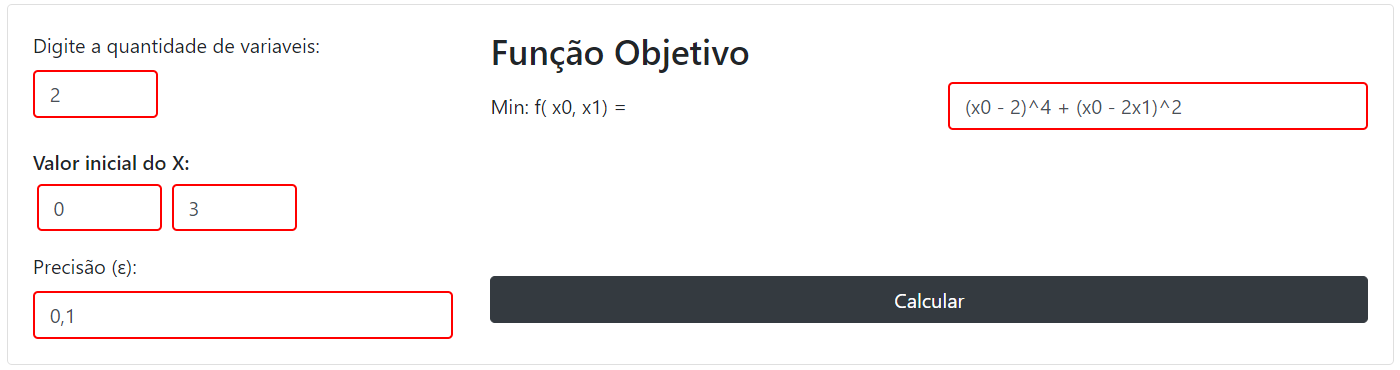 Digite a quantidade de variaveis:
2
Valor inicial do X:
0 3
Precisão (ε):
0,1
Função Objetivo
Min: f( x0, x1) = (x0 - 2)^4 + (x0 - 2x1)^2
Calcular